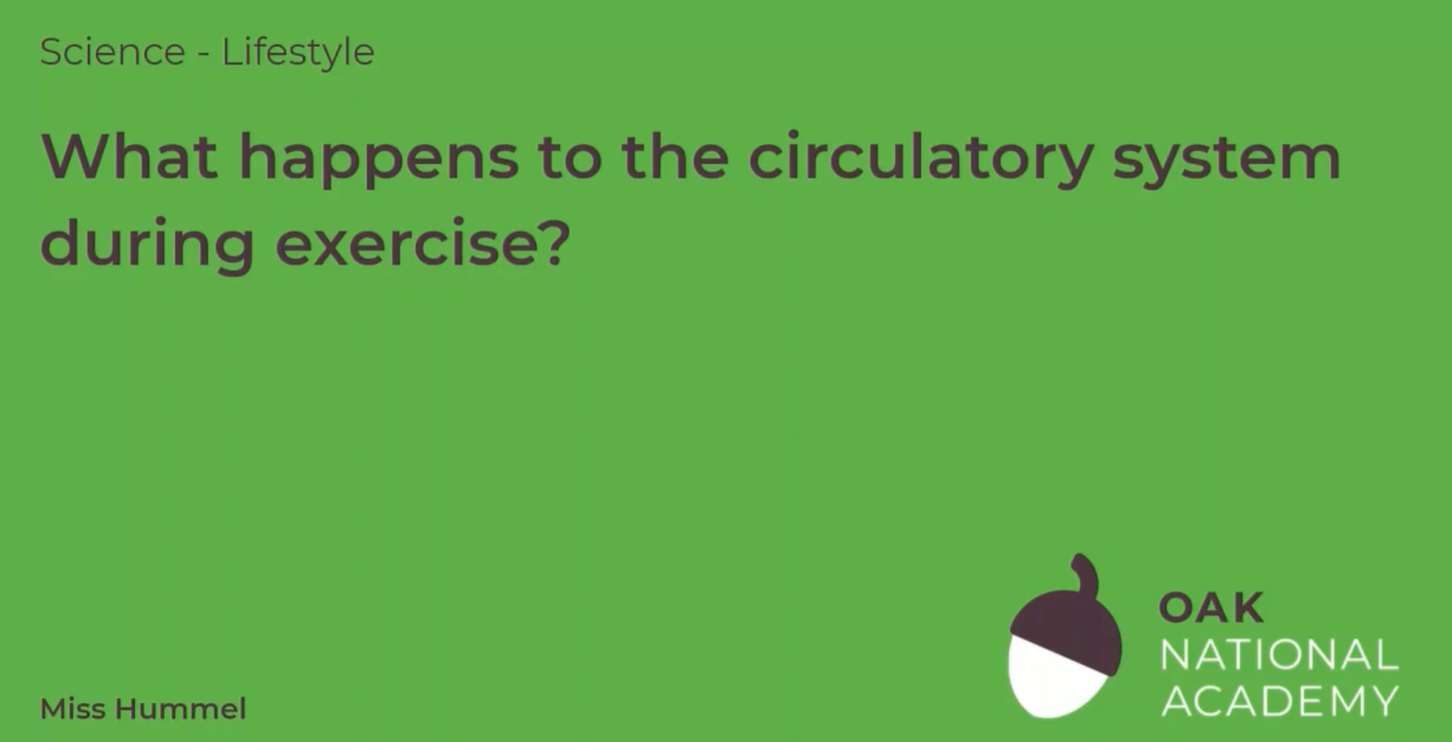 Science - Lifestyle
What happens to the circulatory system
during exercise?
Miss Hummel
OAK
NATIONAL
ACADEMY